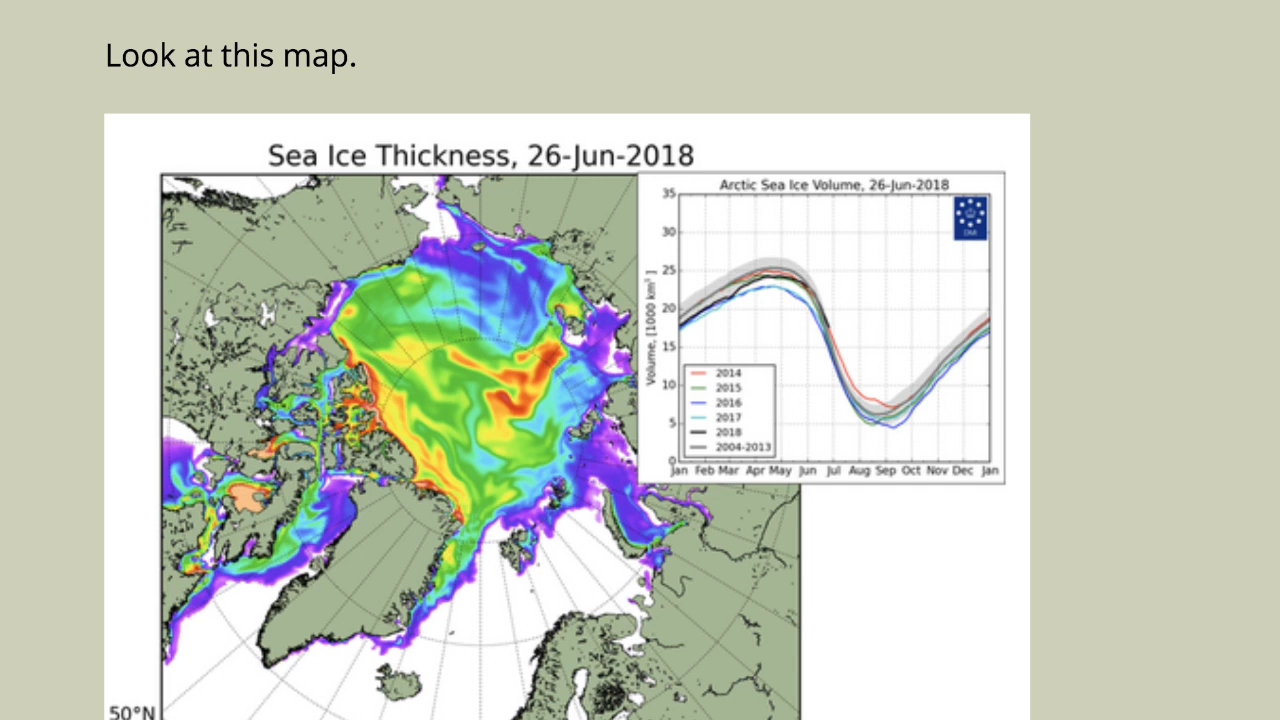 Look at this map.
Sea Ice Thickness, 26-Jun-2018
Arctic Sea Ice Volume, 26-Jun-2018
DMI
Volume, [1000 km³ ]
35
30
25
20
15
10
5
0
2014
2015
2016
2017
2018
2004-2013
Jan Feb Mar Apr May Jun Jul Aug Sep Oct Nov Dec Jan
50°N